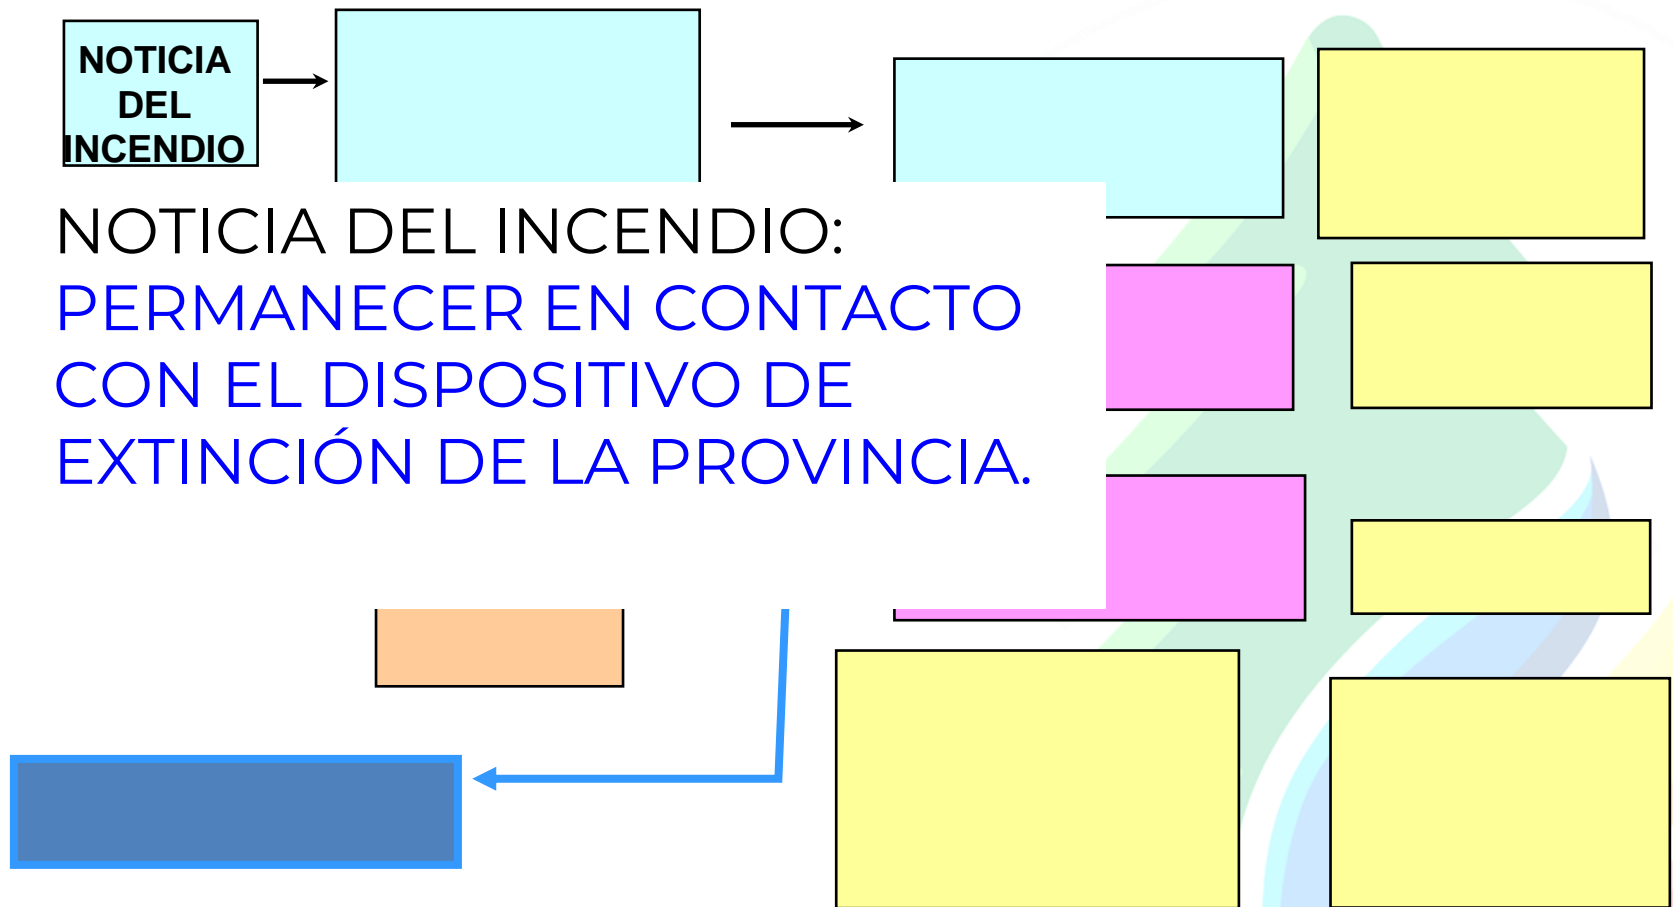 NOTICIA
DEL
INCENDIO
NOTICIA DEL INCENDIO:
PERMANECER EN CONTACTO
CON EL DISPOSITIVO DE
EXTINCIÓN DE LA PROVINCIA.